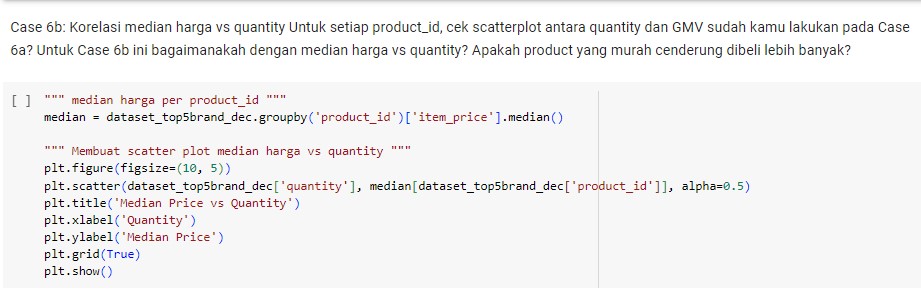 Case 6b: Korelasi median harga vs quantity Untuk setiap product_id, cek scatterplot antara quantity dan GMV sudah kamu lakukan pada Case
6a? Untuk Case 6b ini bagaimanakah dengan median harga vs quantity? Apakah product yang murah cenderung dibeli lebih banyak?
[ ] """ median harga per product_id """
median = dataset_top5brand_dec.groupby('product_id')['item_price'].median()
""" Membuat scatter plot median harga vs quantity """
plt.figure(figsize=(10, 5))
plt.scatter(dataset_top5brand_dec['quantity'], median[dataset_top5brand_dec['product_id']], alpha=0.5)
plt.title('Median Price vs Quantity')
plt.xlabel('Quantity')
plt.ylabel('Median Price')
plt.grid(True)
plt.show()